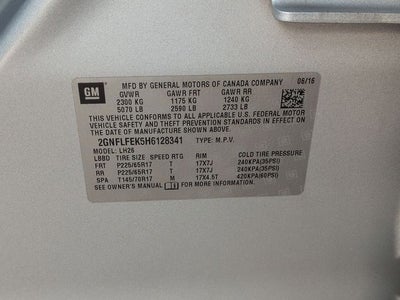 GM
MFD BY GENERAL MOTORS OF CANADA COMPANY 06/16
GVWR GAWR FRT GAWR RR
2300 KG 1175 KG 1240 KG
5070 LB 2590 LB 2733 LB
THIS VEHICLE CONFORMS TO ALL APPLICABLE U.S. FEDERAL MOTOR
VEHICLE SAFETY AND THEFT PREVENTION STANDARDS IN EFFECT ON
THE DATE OF MANUFACTURE SHOWN ABOVE.
2GNFLFEK5H6128341 TYPE: M.P.V.
MODEL: LH26
LBBD TIRE SIZE SPEED RTG RIM COLD TIRE PRESSURE
FRT P225/65R17 T 17X7J 240KPA(35PSI)
RR P225/65R17 T 17X7J 240KPA(35PSI)
SPA T145/70R17 M 17X4.5T 420KPA(60PSI)
SEE OWNER'S MANUAL FOR ADDITIONAL INFORMATION.